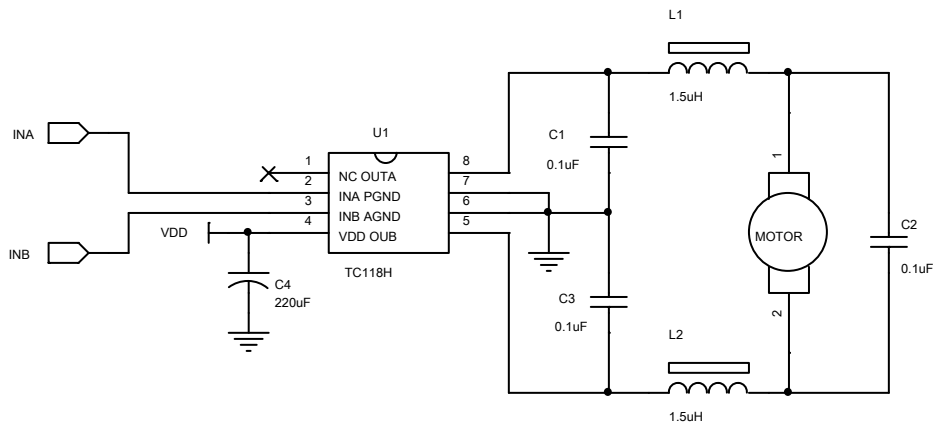 L1
1.5uH
INA
U1
C1
0.1uF
1
1
8
NC OUTA
2
7
INA PGND
3
6
INB AGND
4
5
VDD OUB
VDD
INB
TC118H
MOTOR
C2
0.1uF
C4
220uF
C3
0.1uF
2
L2
1.5uH